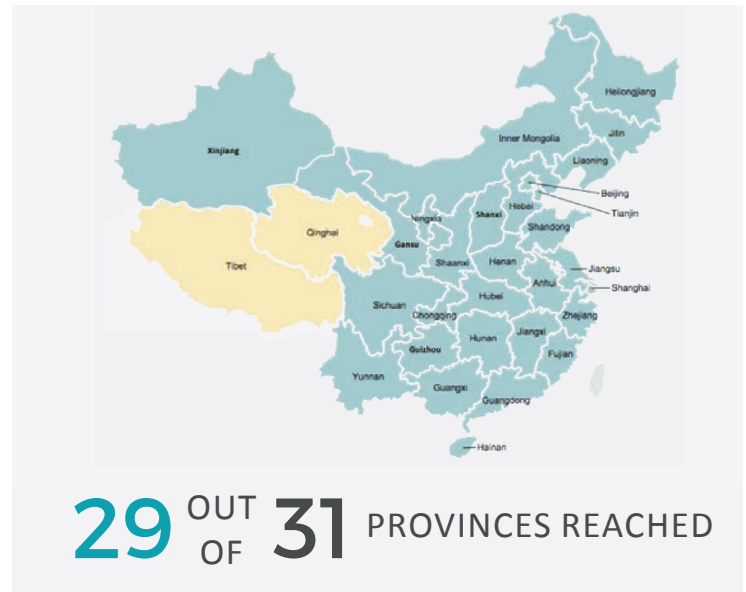 Heilongjiang
Jilin
Inner Mongolia
Xinjiang
Liaoning
Beijing
Tianjin
Hebei
Shanxi
Ningxia
Shandong
Qinghai
Gansu
Tibet
Shaanxi
Henan
Jiangsu
Anhui
Shanghai
Hubei
Sichuan
Chongqing
Zhejiang
Jiangxi
Hunan
Guizhou
Fujian
Yunnan
Guangxi
Guangdong
Hainan
29 OUT OF 31 PROVINCES REACHED